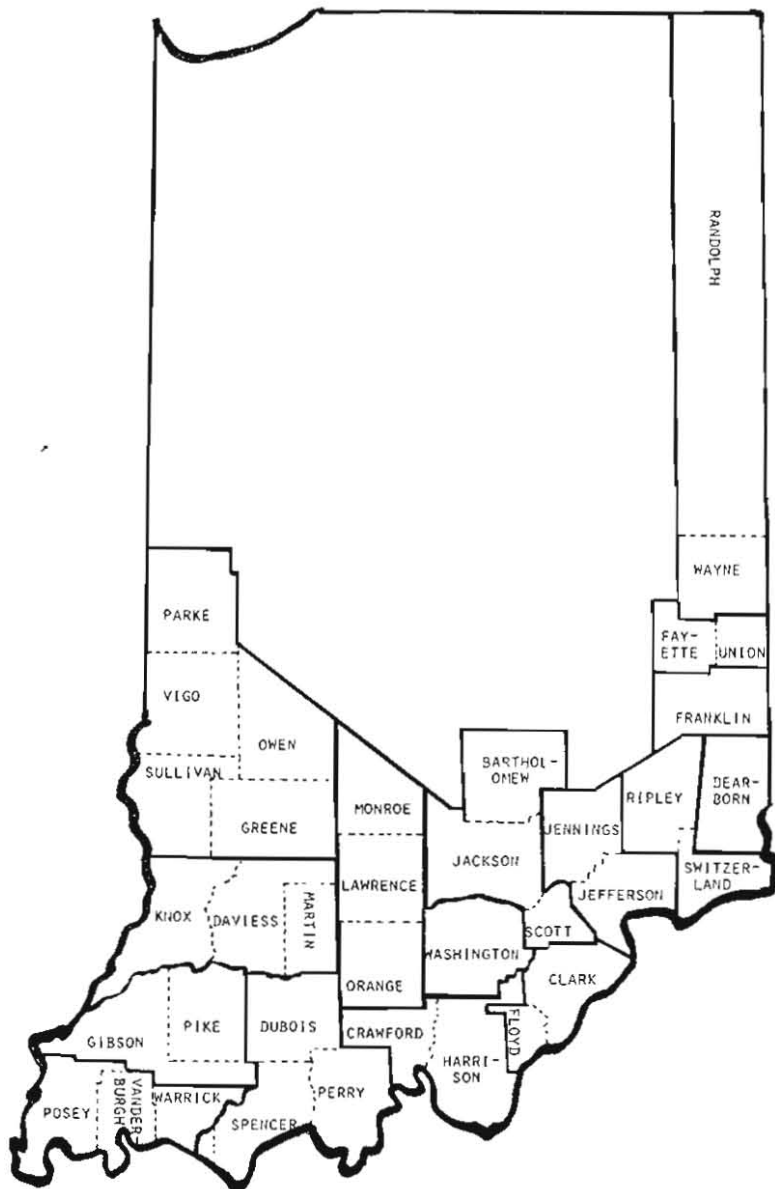 RANDOLPH
WAYNE
PARKE
FAY-
ETTE
UNION
VIGO
FRANKLIN
OWEN
SULLIVAN
BARTHOL-
OMEW
DEAR-
BORN
RIPLEY
MONROE
GREENE
JENNINGS
JACKSON
SWITZER-
LAND
LAWRENCE
JEFFERSON
KNOX
DAVIESS
MARTIN
SCOTT
WASHINGTON
CLARK
ORANGE
PIKE
DUBOIS
CRAWFORD
FLOYD
GIBSON
HARRI-
SON
PERRY
WARRICK
VANDER-
BURGH
POSEY
SPENCER